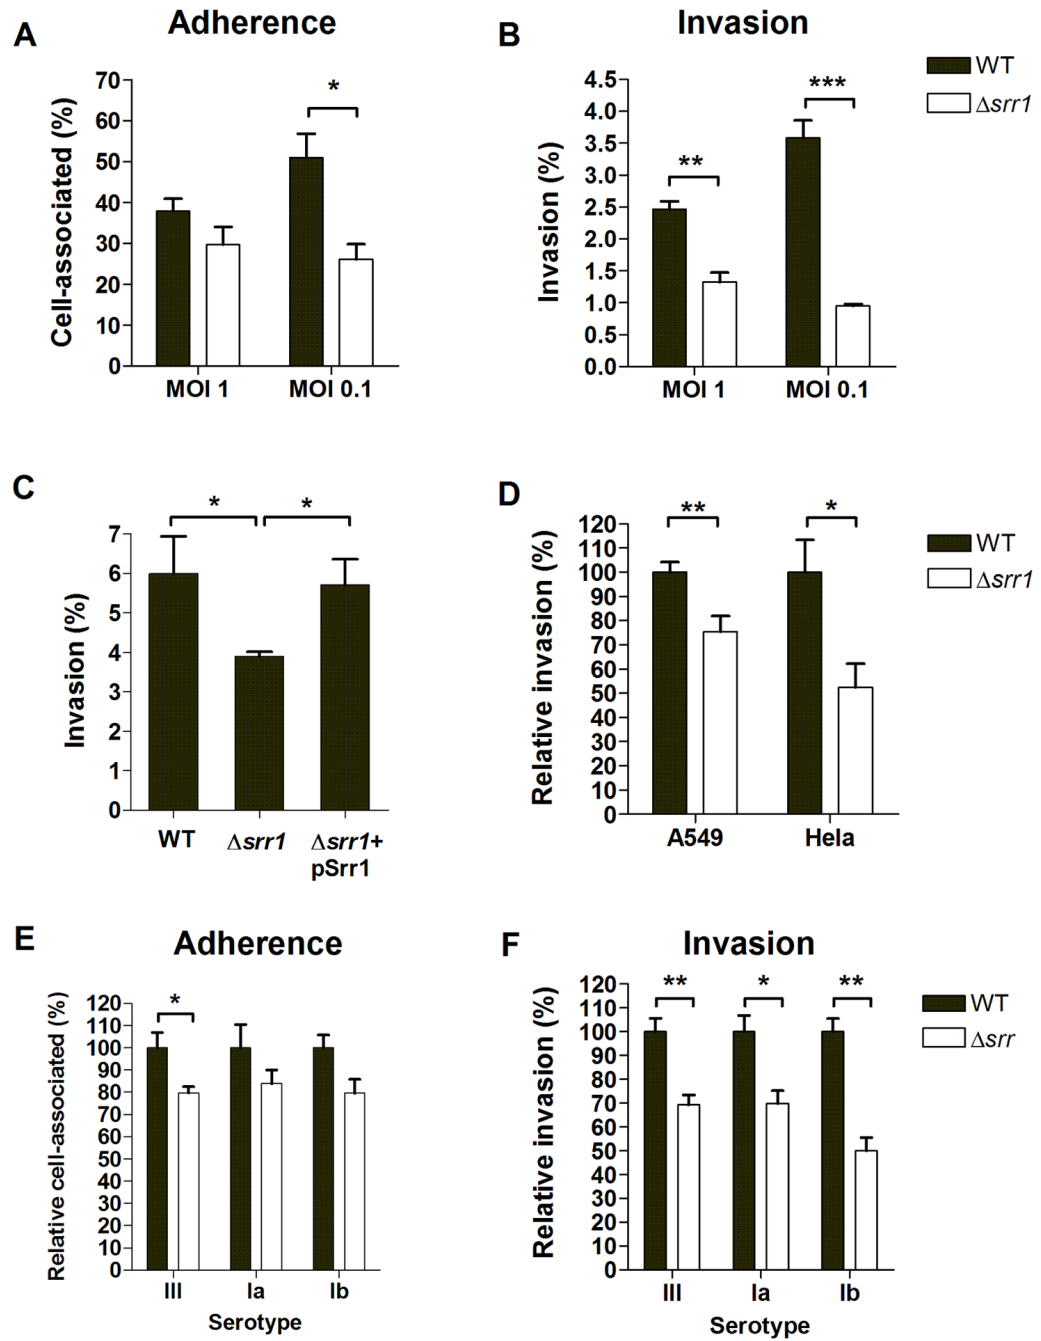 A
Adherence
Cell-associated (%)
70
60
50
40
30
20
10
0
*
MOI 1
MOI 0.1
B
Invasion
Invasion (%)
4.5
4.0
3.5
3.0
2.5
2.0
1.5
1.0
0.5
0.0
**
***
MOI 1
MOI 0.1
WT
Δsrr1
C
Invasion (%)
7
6
5
4
3
2
1
0
*
*
WT
Δsrr1
Δsrr1+
pSrr1
D
Relative invasion (%)
120
110
100
90
80
70
60
50
40
30
20
10
0
**
*
A549
Hela
WT
Δsrr1
E
Adherence
Relative cell-associated (%)
120
110
100
90
80
70
60
50
40
30
20
10
0
*
III
Ia
Ib
Serotype
F
Invasion
Relative invasion (%)
120
110
100
90
80
70
60
50
40
30
20
10
0
**
*
**
III
Ia
Ib
Serotype
WT
Δsrr